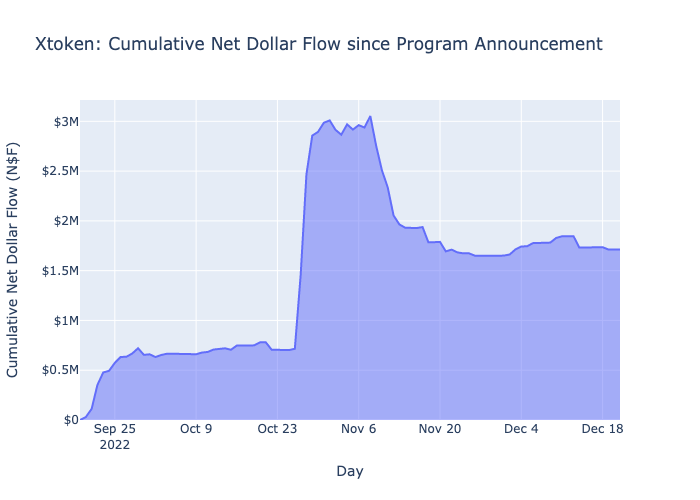 Xtoken: Cumulative Net Dollar Flow since Program Announcement
Cumulative Net Dollar Flow (N$F)
$3M
$2.5M
$2M
$1.5M
$1M
$0.5M
$0
Sep 25 Oct 9 Oct 23 Nov 6 Nov 20 Dec 4 Dec 18
2022
Day